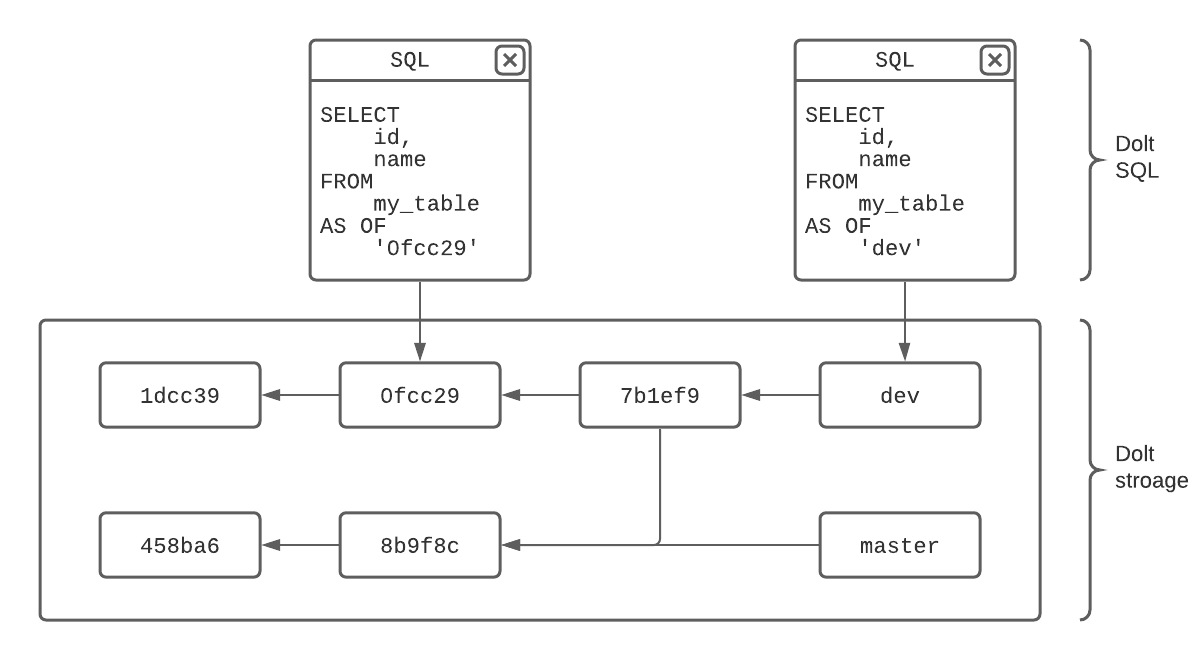 SQL
SELECT
    id,
    name
FROM
    my_table
AS OF
    '0fcc29'
SQL
SELECT
    id,
    name
FROM
    my_table
AS OF
    'dev'
Dolt
SQL
1dcc39
0fcc29
7b1ef9
dev
458ba6
8b9f8c
master
Dolt
stroage